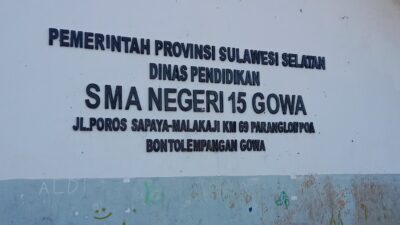 PEMERINTAH PROVINSI SULAWESI SELATAN
DINAS PENDIDIKAN
SMA NEGERI 15 GOWA
JL.POROS SAPAYA-MALAKAJI KM 69 PARANGLOMPOA
BONTOLEMPANGAN GOWA
ALD